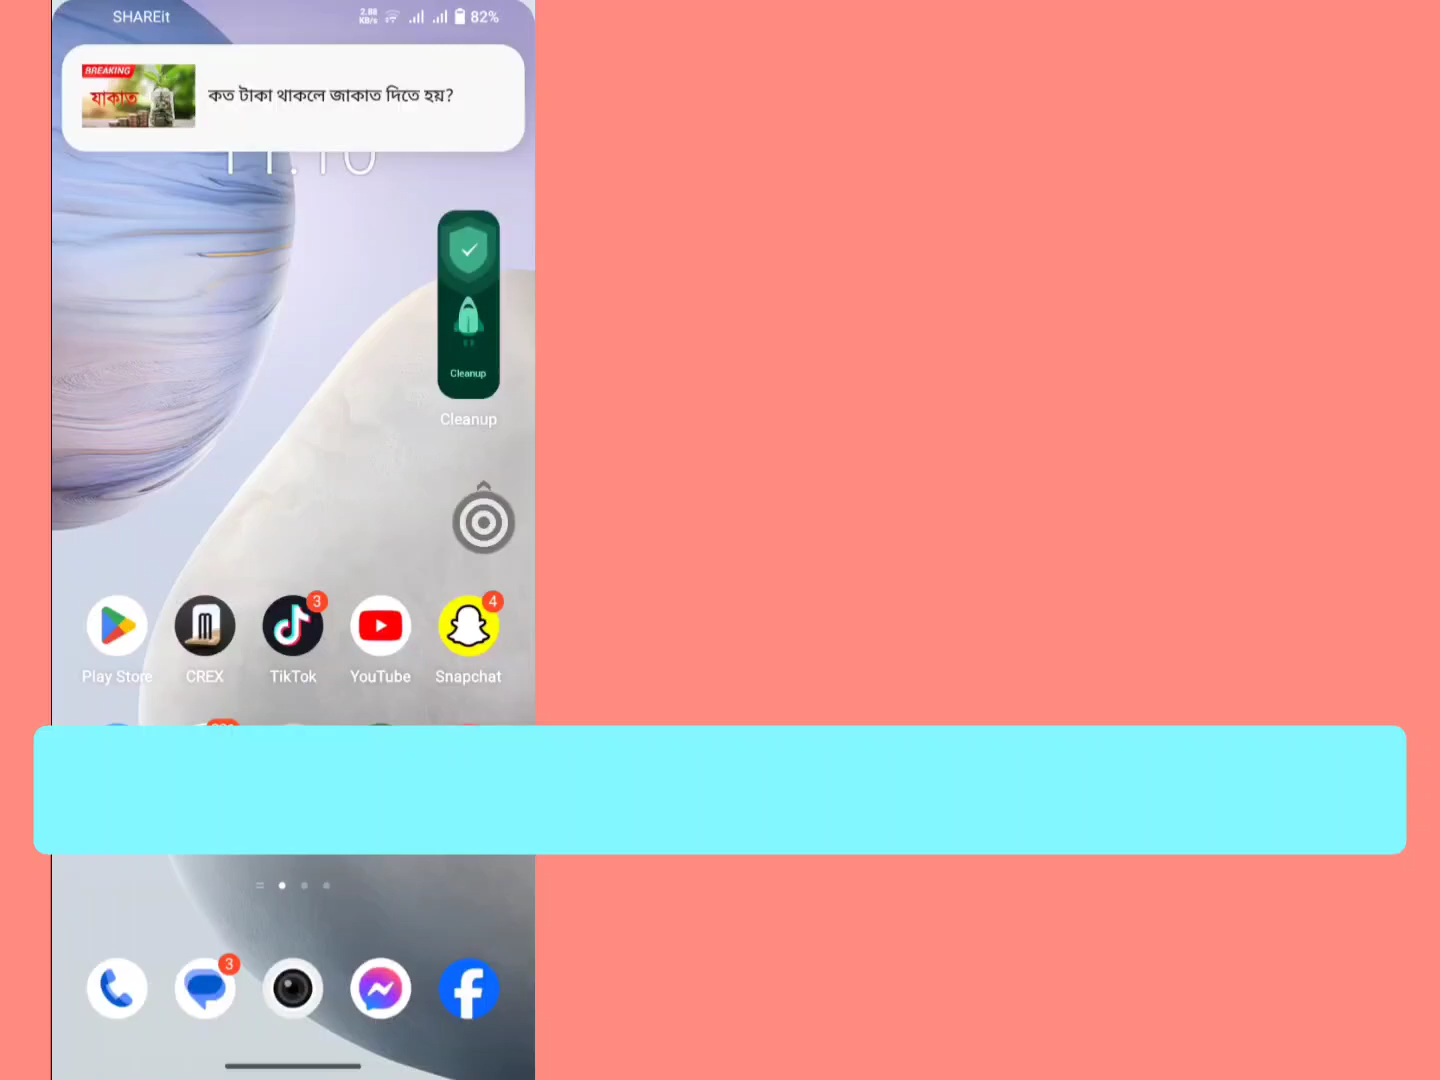 SHAREit
2.88
KB/s
82%
BREAKING
যাকাত
কত টাকা থাকলে জাকাত দিতে হয়?
Cleanup
Cleanup
3
4
Play Store
CREX
TikTok
YouTube
Snapchat
3